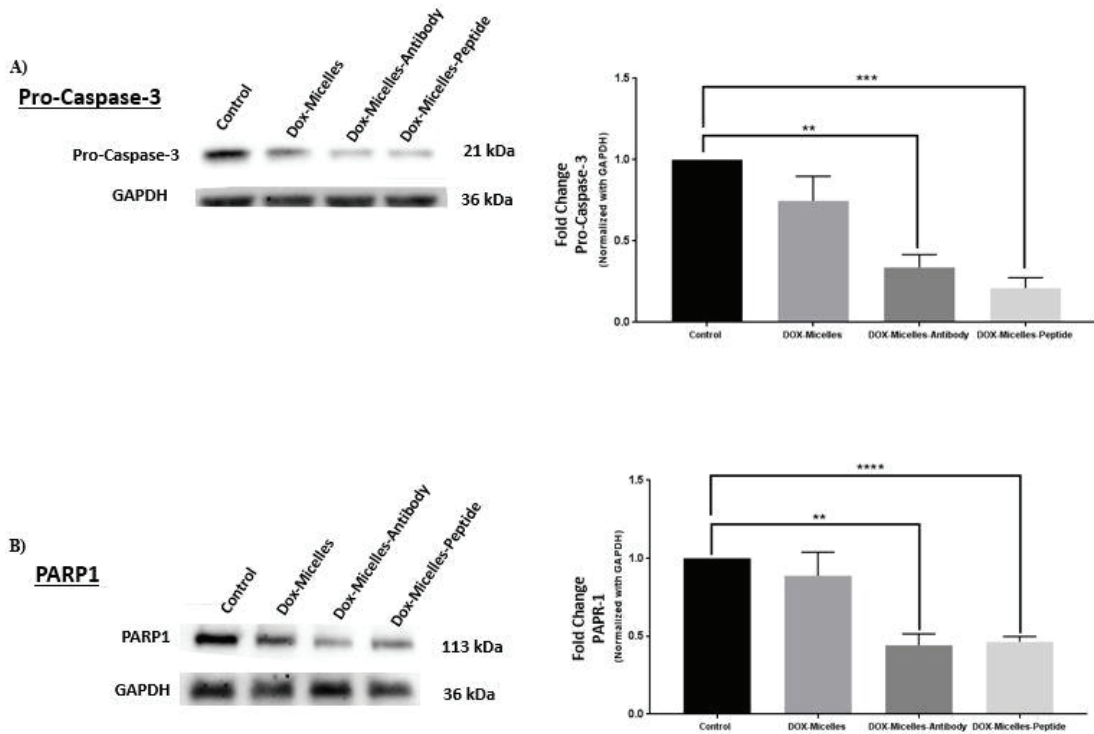 A)
Pro-Caspase-3
Control
Dox-Micelles
Dox-Micelles-Antibody
Dox-Micelles-Peptide
Pro-Caspase-3
21 kDa
GAPDH
36 kDa
Fold Change
Pro-Caspase-3
(Normalized with GAPDH)
1.5
1.0
0.5
0.0
***
**
Control
DOX-Micelles
DOX-Micelles-Antibody
DOX-Micelles-Peptide
B)
PARP1
Control
Dox-Micelles
Dox-Micelles-Antibody
Dox-Micelles-Peptide
PARP1
113 kDa
GAPDH
36 kDa
Fold Change
PAPR-1
(Normalized with GAPDH)
1.5
1.0
0.5
0.0
****
**
Control
DOX-Micelles
DOX-Micelles-Antibody
DOX-Micelles-Peptide